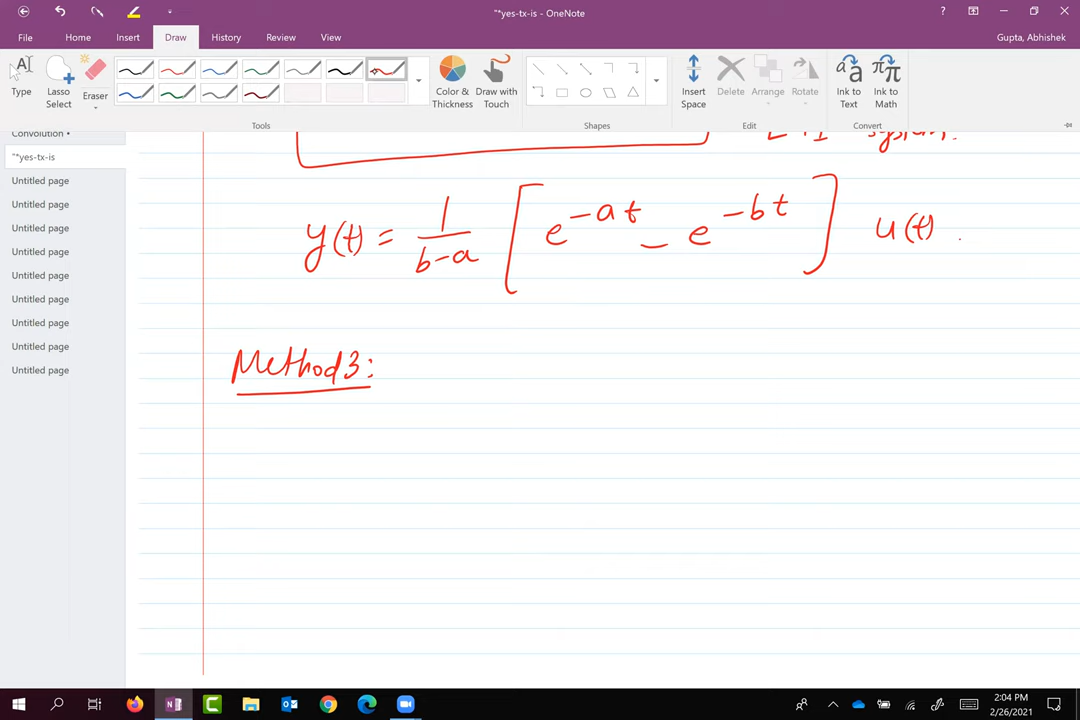 "*yes-tx-is - OneNote
File Home Insert Draw History Review View
Gupta, Abhishek
Type
Lasso Select
Eraser
Color & Thickness
Draw with Touch
Insert Space
Delete
Arrange
Rotate
Ink to Text
Ink to Math
Tools
Shapes
Edit
Convert
Convolution
"*yes-tx-is
Untitled page
Untitled page
Untitled page
Untitled page
Untitled page
Untitled page
Untitled page
Untitled page
Untitled page
system.
y(t) = 1/(b-a) [e^{-at} - e^{-bt}] u(t).
Method 3:
2:04 PM
2/26/2021